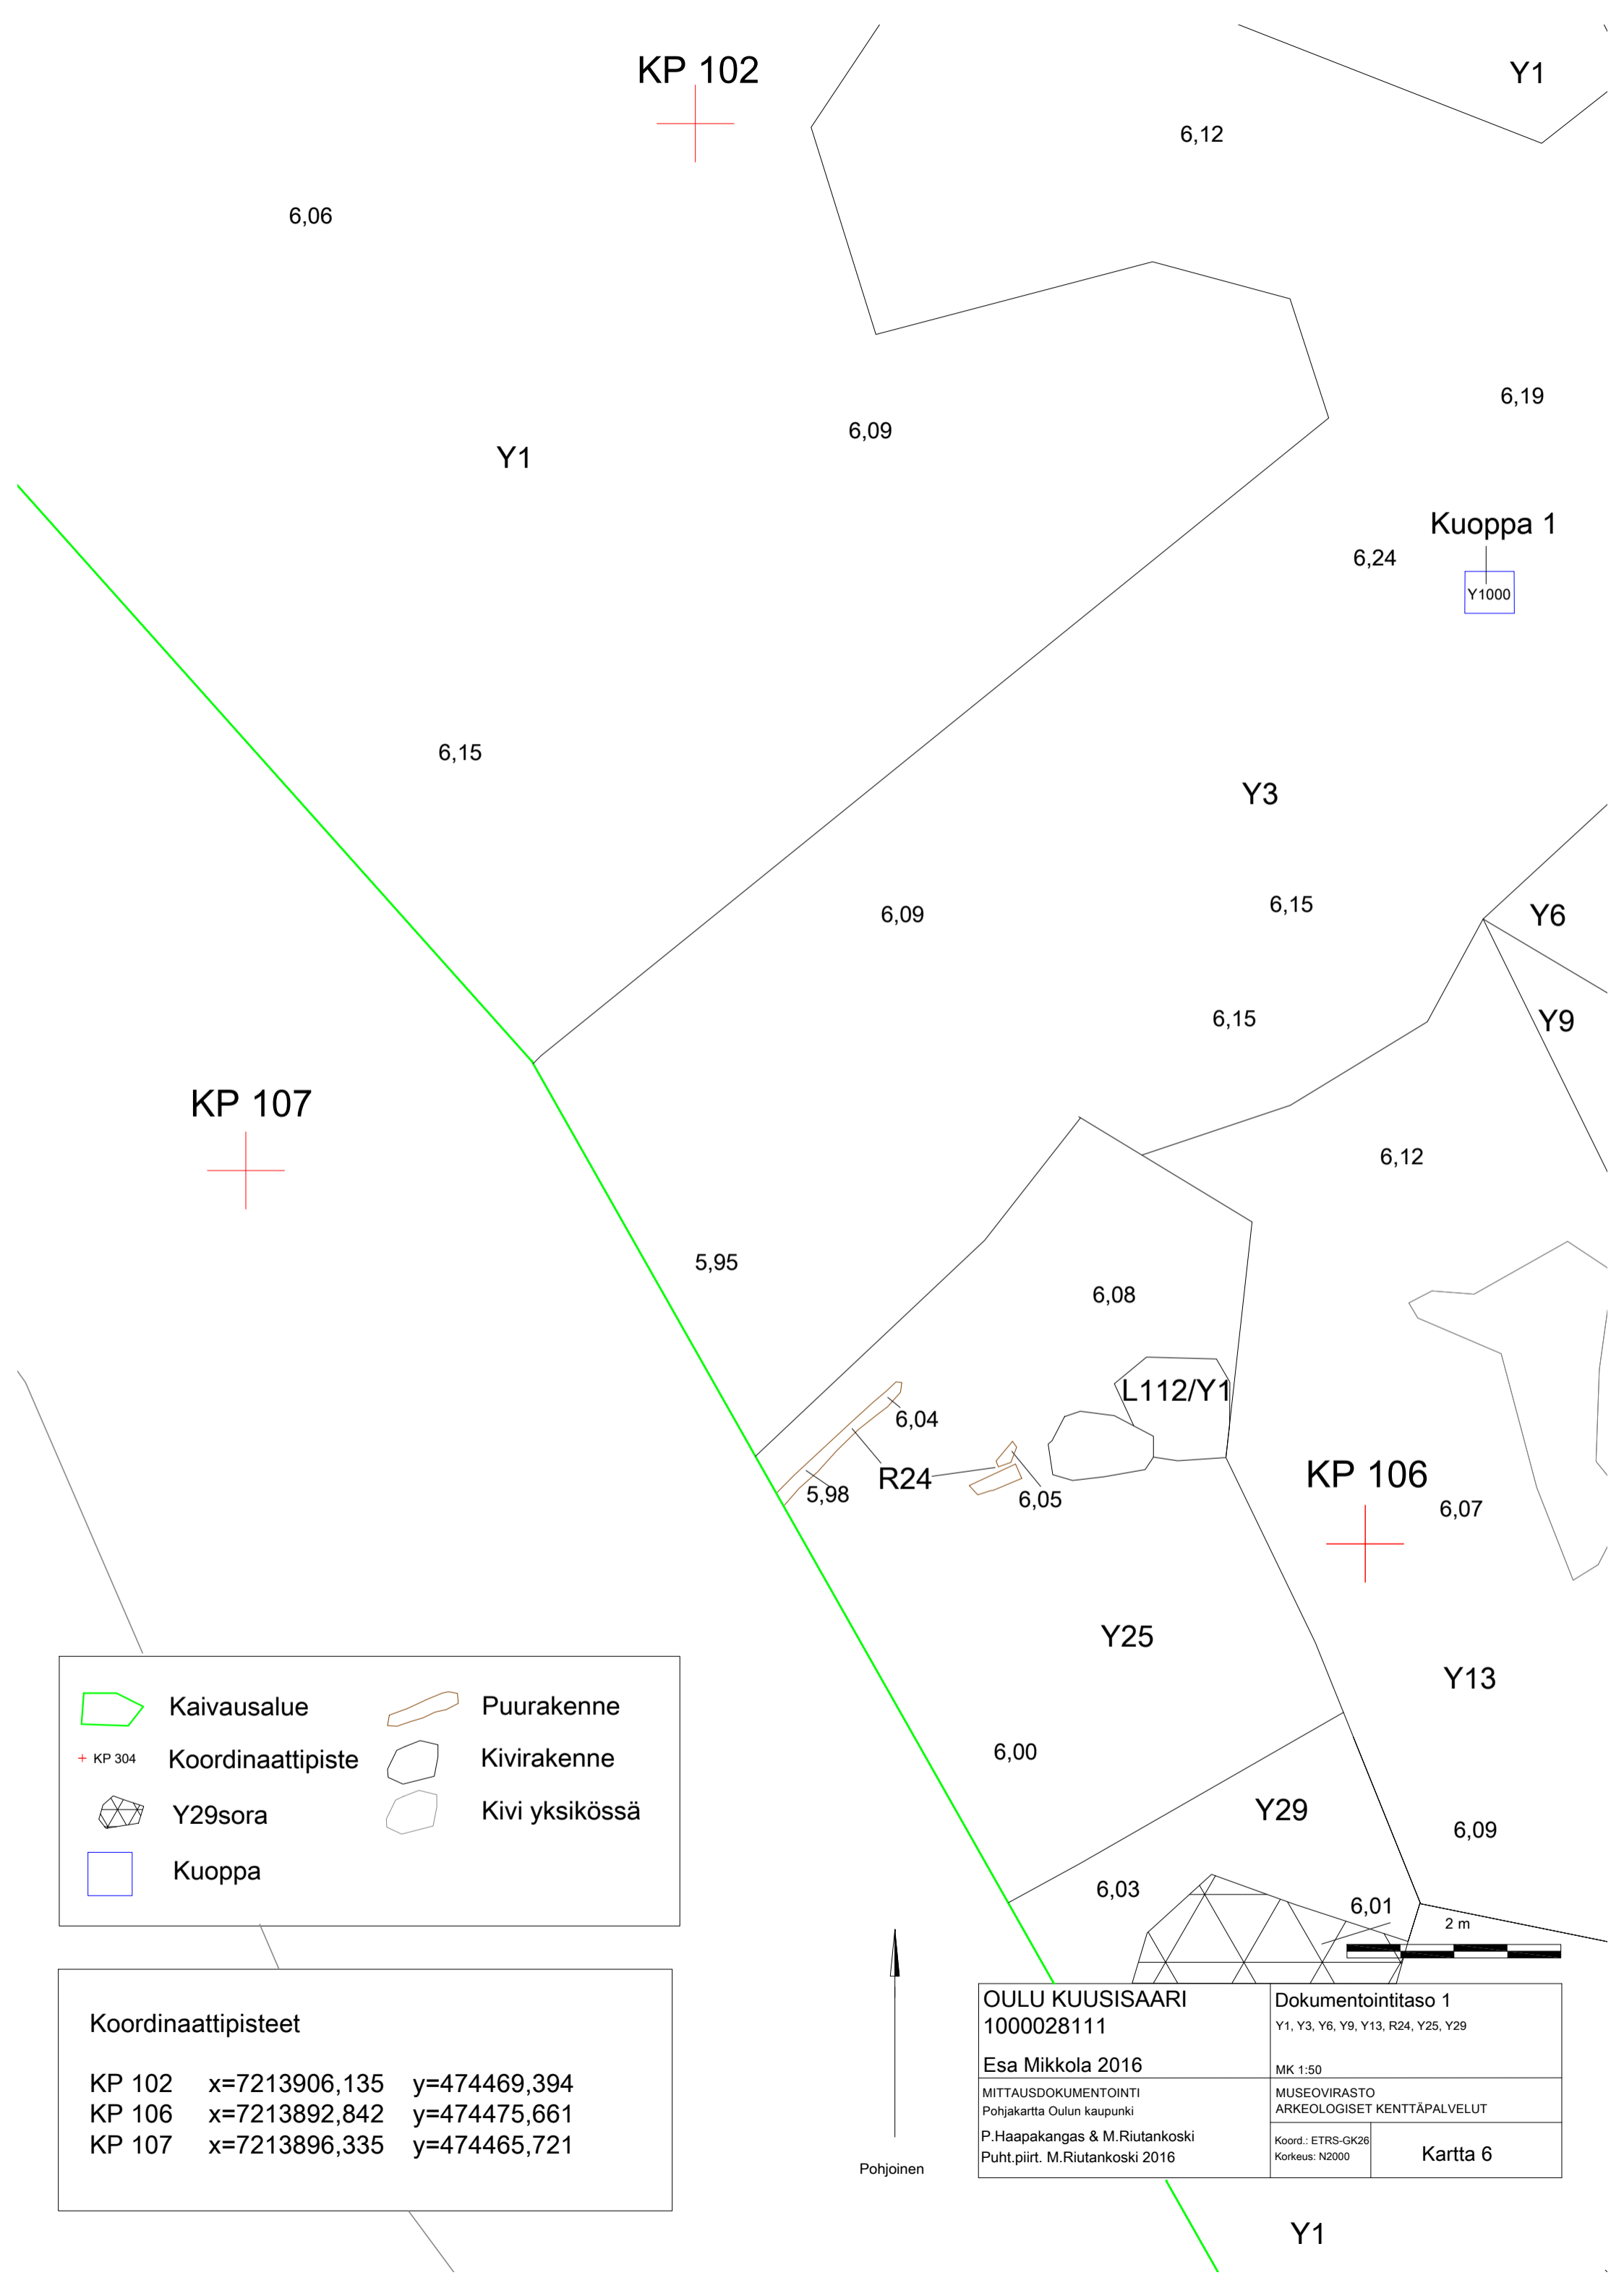 KP 102
Y1
6,12
6,06
6,19
6,09
Y1
Kuoppa 1
6,24
Y1000
6,15
Y3
6,09
6,15
Y6
6,15
Y9
KP 107
6,12
5,95
6,08
L112/Y1
6,04
R24
5,98
6,05
KP 106
6,07
Y25
Y13
6,00
Y29
6,09
6,03
6,01
2 m
Kaivausalue
Puurakenne
KP 304
Koordinaattipiste
Kivirakenne
Y29sora
Kivi yksikössä
Kuoppa
Koordinaattipisteet
KP 102 x=7213906,135 y=474469,394
KP 106 x=7213892,842 y=474475,661
KP 107 x=7213896,335 y=474465,721
Pohjoinen
OULU KUUSISAARI
1000028111
Esa Mikkola 2016
Dokumentointitaso 1
Y1, Y3, Y6, Y9, Y13, R24, Y25, Y29
MK 1:50
MITTAUSDOKUMENTOINTI
Pohjakartta Oulun kaupunki
P.Haapakangas & M.Riutankoski
Puht.piirt. M.Riutankoski 2016
MUSEOVIRASTO
ARKEOLOGISET KENTTÄPALVELUT
Koord.: ETRS-GK26
Korkeus: N2000
Kartta 6
Y1